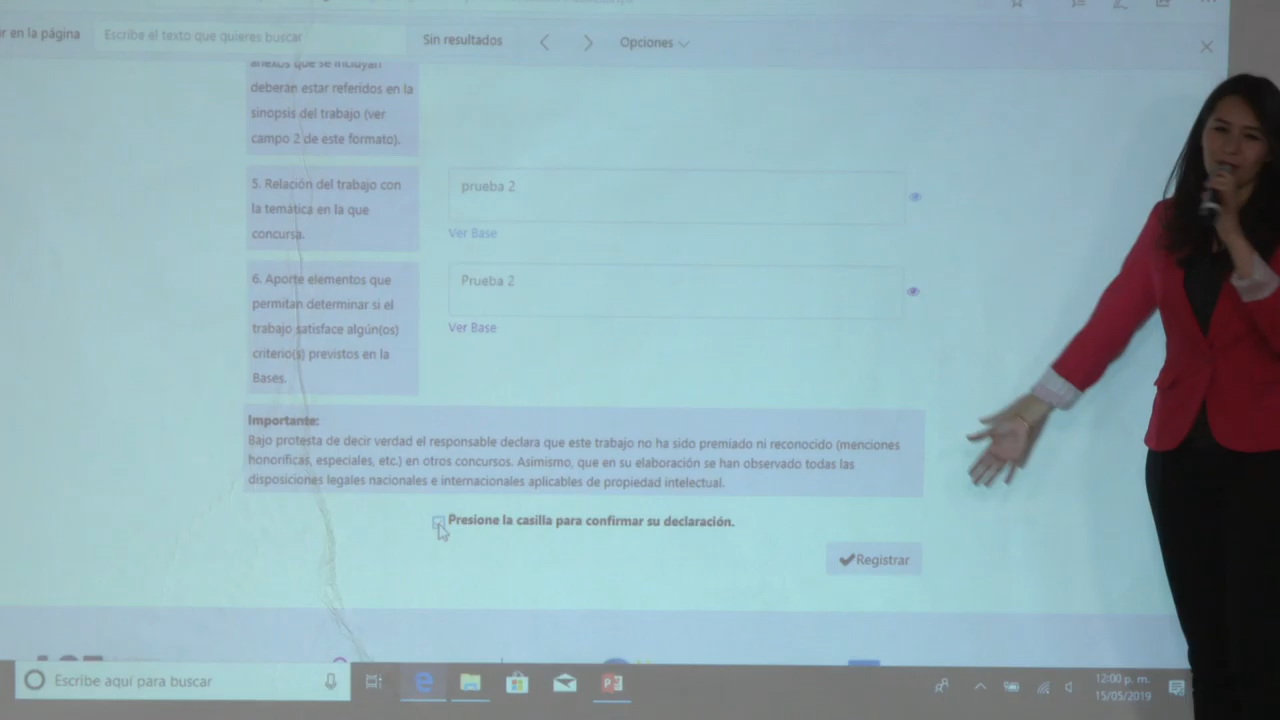 en la página
Escribe el texto que quieres buscar
Sin resultados
Opciones
anexos que se incluyan
deberán estar referidos en la
sinopsis del trabajo (ver
campo 2 de este formato).
5. Relación del trabajo con
la temática en la que
concursa.
prueba 2
Ver Base
6. Aporte elementos que
permitan determinar si el
trabajo satisface algún(os)
criterio(s) previstos en la
Bases.
Prueba 2
Ver Base
Importante:
Bajo protesta de decir verdad el responsable declara que este trabajo no ha sido premiado ni reconocido (menciones
honoríficas, especiales, etc.) en otros concursos. Asimismo, que en su elaboración se han observado todas las
disposiciones legales nacionales e internacionales aplicables de propiedad intelectual.
Presione la casilla para confirmar su declaración.
Registrar
Escribe aquí para buscar
12:00 p. m.
15/05/2019